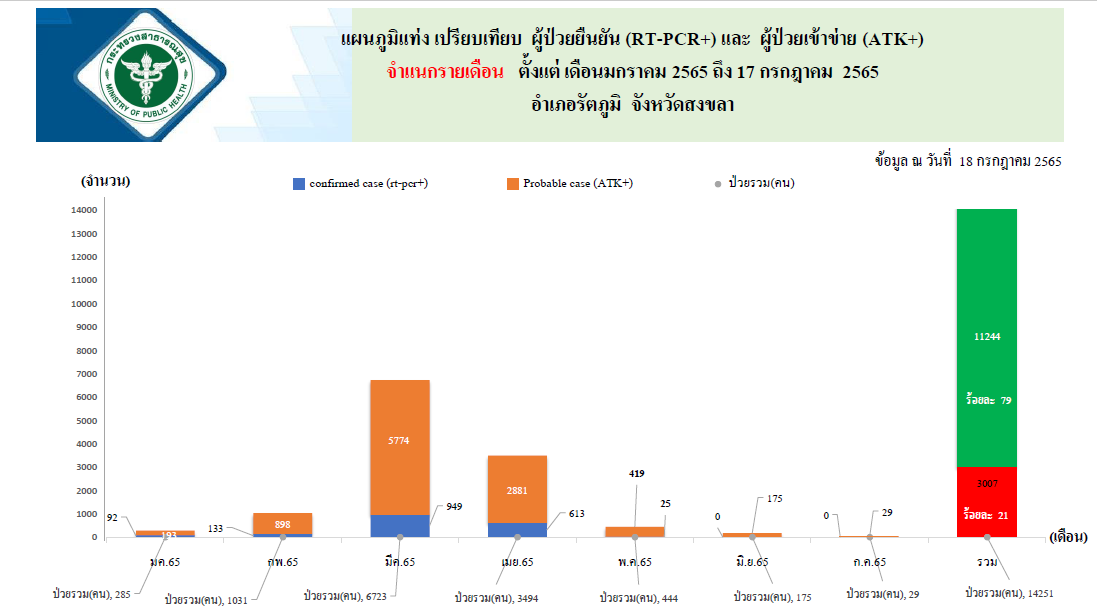 กระทรวงสาธารณสุข
MINISTRY OF PUBLIC HEALTH
แผนภูมิแท่ง เปรียบเทียบ ผู้ป่วยยืนยัน (RT-PCR+) และ ผู้ป่วยเข้าข่าย (ATK+)
จำแนกรายเดือน ตั้งแต่ เดือนมกราคม 2565 ถึง 17 กรกฎาคม 2565
อำเภอรัตภูมิ จังหวัดสงขลา
ข้อมูล ณ วันที่ 18 กรกฎาคม 2565
(จำนวน)
confirmed case (rt-pcr+) Probable case (ATK+) ป่วยรวม(คน)
14000
13000
12000
11000
10000
9000
8000
7000
6000
5000
4000
3000
2000
1000
0
92
193
133
898
5774
949
2881
613
419
25
0
175
0
29
11244
ร้อยละ 79
3007
ร้อยละ 21
(เดือน)
มค.65 กพ.65 มีค.65 เมย.65 พ.ค.65 มิ.ย.65 ก.ค.65 รวม
ป่วยรวม(คน), 285 ป่วยรวม(คน), 1031 ป่วยรวม(คน), 6723 ป่วยรวม(คน), 3494 ป่วยรวม(คน), 444 ป่วยรวม(คน), 175 ป่วยรวม(คน), 29 ป่วยรวม(คน), 14251